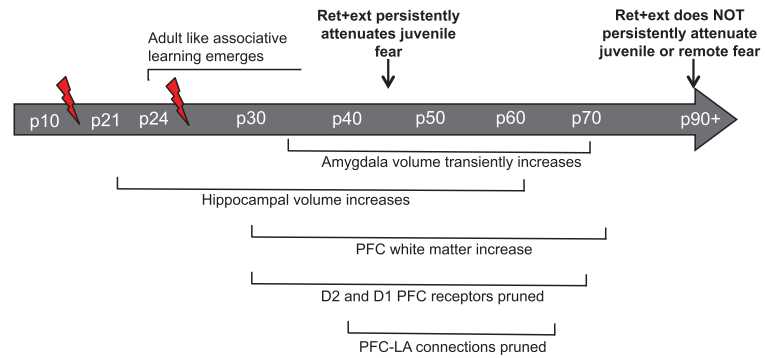 Ret+ext persistently
attenuates juvenile
fear
Ret+ext does NOT
persistently attenuate
juvenile or remote fear
Adult like associative
learning emerges
p10 p21 p24 p30 p40 p50 p60 p70 p90+
Amygdala volume transiently increases
Hippocampal volume increases
PFC white matter increase
D2 and D1 PFC receptors pruned
PFC-LA connections pruned